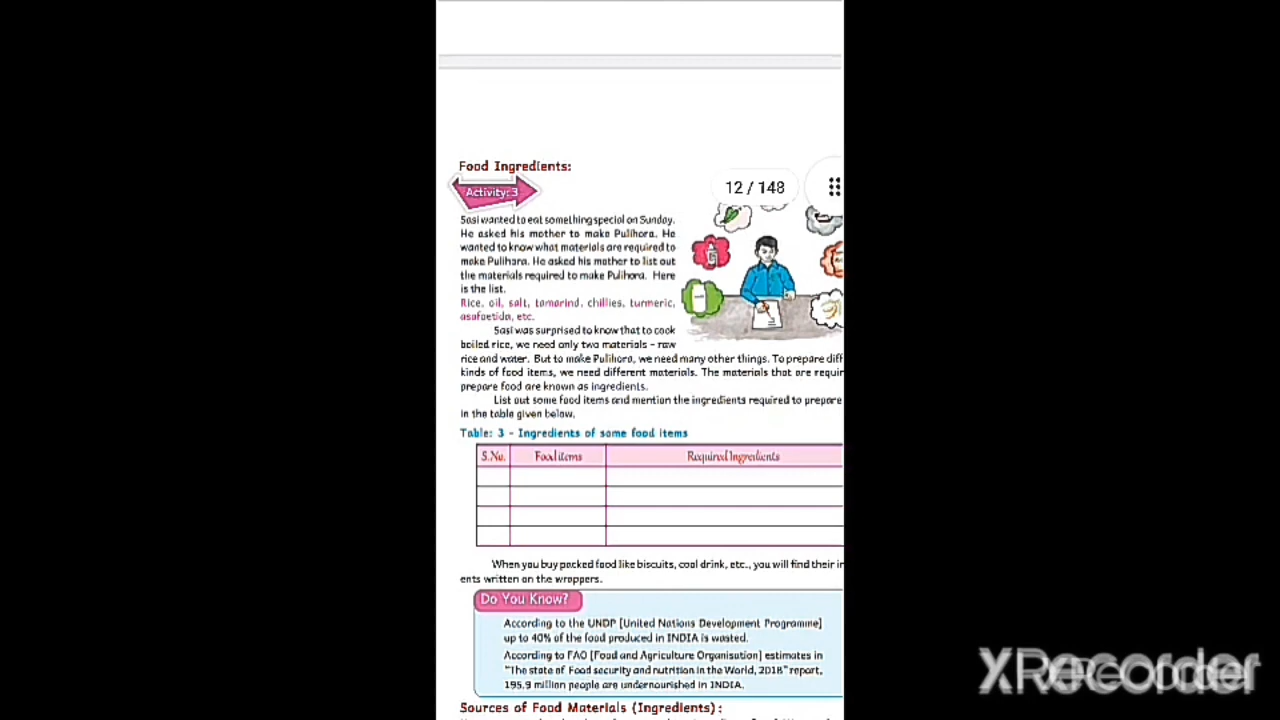 Food Ingredients:
Activity: 3
12 / 148
Sasi wanted to eat something special on Sunday.
He asked his mother to make Pulihora. He
wanted to know what materials are required to
make Pulihara. He asked his mother to list out
the materials required to make Pulihora. Here
is the list.
Rice, oil, salt, tamarind, chillies, turmeric,
asafoetida, etc.
Sasi was surprised to know that to cook
boiled rice, we need only two materials - raw
rice and water. But to make Pulihora, we need many other things. To prepare diff
kinds of food items, we need different materials. The materials that are requir
prepare food are known as ingredients.
List out some food items and mention the ingredients required to prepare
in the table given below.
Table: 3 - Ingredients of some food items
S.No. Food items Required Ingredients
When you buy packed food like biscuits, cool drink, etc., you will find their in
ents written on the wrappers.
Do You Know?
According to the UNDP [United Nations Development Programme]
up to 40% of the food produced in INDIA is wasted.
According to FAO [Food and Agriculture Organisation] estimates in
"The state of Food security and nutrition in the World, 2018" report,
195.9 million people are undernourished in INDIA.
Sources of Food Materials (Ingredients) :
XRecorder